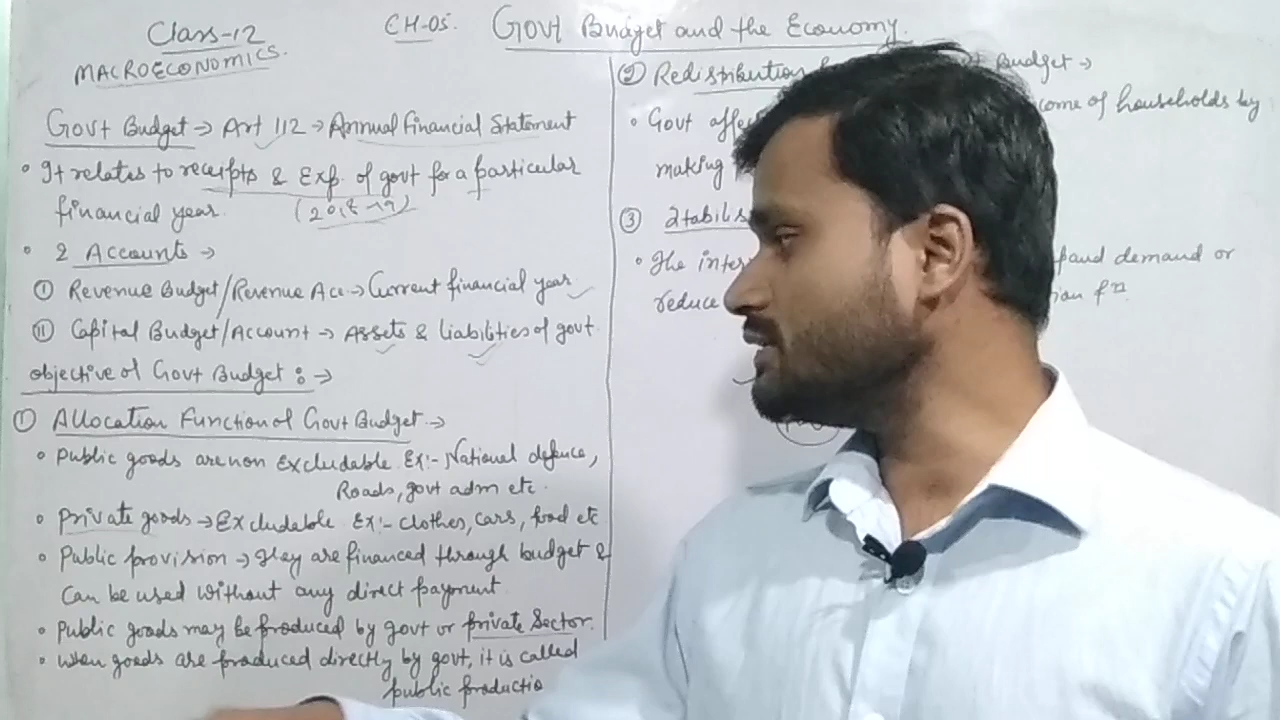 Class-12
CH-05.
Govt Budget and the Economy.
MACROECONOMICS.
Govt Budget → Art 112 → Annual Financial Statement
• It relates to receipts & Exp. of govt for a particular
financial year. (2018-19)
• 2 Accounts →
(I) Revenue Budget/Revenue Acc → Current financial year
(II) Capital Budget/Account → Assets & liabilities of govt.
objective of Govt Budget :→
① Allocation Function of Govt Budget →
• public goods are non Excludable Ex:- National defence,
Roads, govt adm etc.
• private goods → Excludable Ex:- clothes, cars, food etc
• Public provision → They are financed through budget &
can be used without any direct payment
• Public goods may be produced by govt or private Sector.
• when goods are produced directly by govt, it is called
public productio
② Redistribution Budget →
• Govt come of households by
making
③ Stabilis
• The pand demand or
reduce fⁿ.